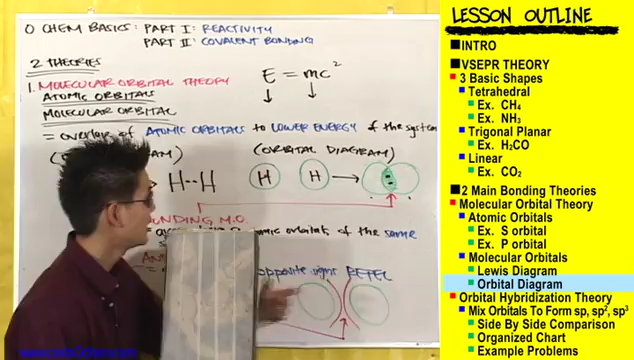 O CHEM BASICS: PART I: REACTIVITY
PART II: COVALENT BONDING
2 THEORIES
1. MOLECULAR ORBITAL THEORY
ATOMIC ORBITALS
MOLECULAR ORBITAL
E = mc²
= overlap of ATOMIC ORBITALS to LOWER ENERGY of the system
(ORBITAL DIAGRAM)
H··H
H H
M.O.
orbitals of the same
opposite signs REPEL
LESSON OUTLINE
INTRO
VSEPR THEORY
3 Basic Shapes
Tetrahedral
Ex. CH₄
Ex. NH₃
Trigonal Planar
Ex. H₂CO
Linear
Ex. CO₂
2 Main Bonding Theories
Molecular Orbital Theory
Atomic Orbitals
Ex. S orbital
Ex. P orbital
Molecular Orbitals
Lewis Diagram
Orbital Diagram
Orbital Hybridization Theory
Mix Orbitals To Form sp, sp², sp³
Side By Side Comparison
Organized Chart
Example Problems